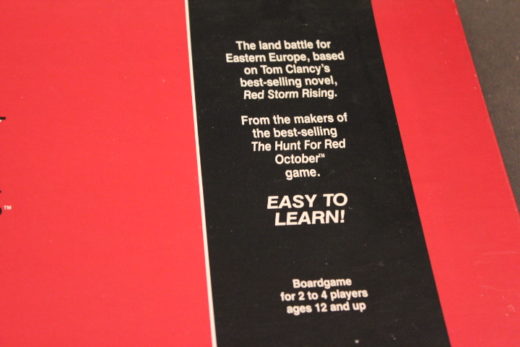 The land battle for
Eastern Europe, based
on Tom Clancy's
best-selling novel,
Red Storm Rising.
From the makers of
the best-selling
The Hunt For Red
October™
game.
EASY TO
LEARN!
Boardgame
for 2 to 4 players
ages 12 and up
™